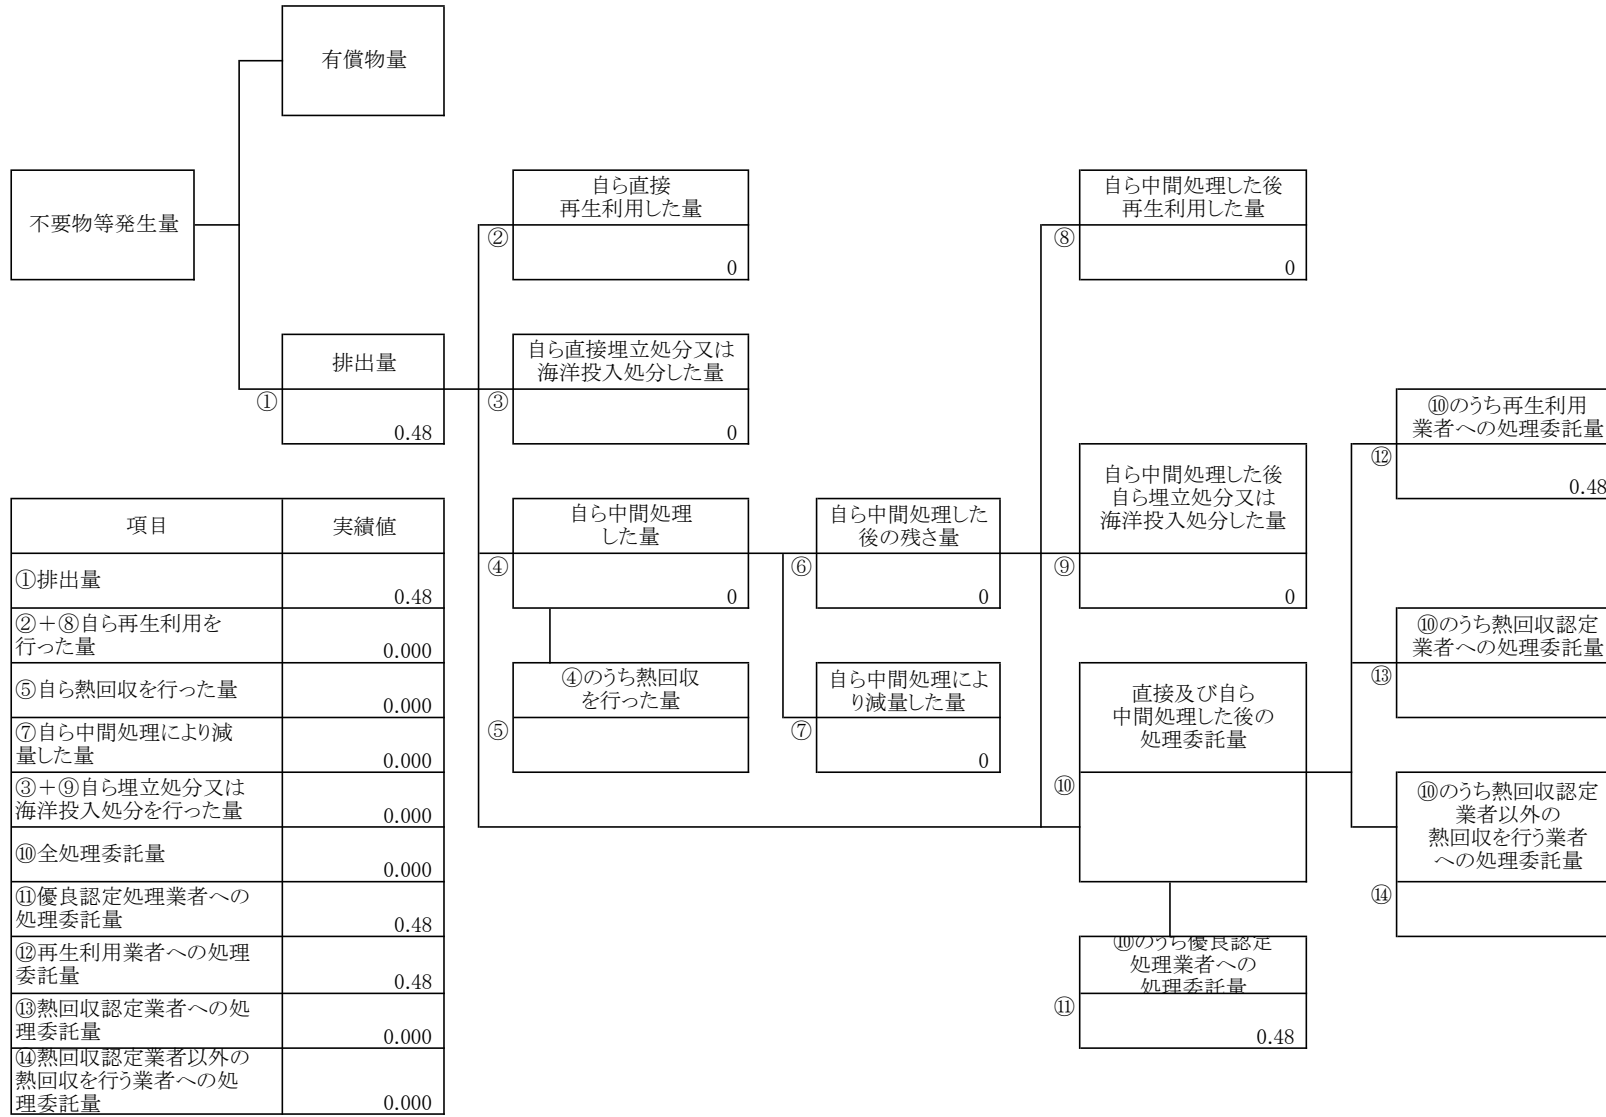 有償物量
不要物等発生量
自ら直接
再生利用した量
②
0
自ら中間処理した後
再生利用した量
⑧
0
排出量
①
0.48
自ら直接埋立処分又は
海洋投入処分した量
③
0
⑩のうち再生利用
業者への処理委託量
⑫
0.48
自ら中間処理
した量
④
0
自ら中間処理した
後の残さ量
⑥
0
自ら中間処理した後
自ら埋立処分又は
海洋投入処分した量
⑨
0
⑩のうち熱回収認定
業者への処理委託量
⑬
④のうち熱回収
を行った量
⑤
自ら中間処理によ
り減量した量
⑦
0
直接及び自ら
中間処理した後の
処理委託量
⑩
⑩のうち熱回収認定
業者以外の
熱回収を行う業者
への処理委託量
⑭
⑩のうち優良認定
処理業者への
処理委託量
⑪
0.48
項目 実績値
①排出量
0.48
②＋⑧自ら再生利用を
行った量
0.000
⑤自ら熱回収を行った量
0.000
⑦自ら中間処理により減
量した量
0.000
③＋⑨自ら埋立処分又は
海洋投入処分を行った量
0.000
⑩全処理委託量
0.000
⑪優良認定処理業者への
処理委託量
0.48
⑫再生利用業者への処理
委託量
0.48
⑬熱回収認定業者への処
理委託量
0.000
⑭熱回収認定業者以外の
熱回収を行う業者への処
理委託量
0.000